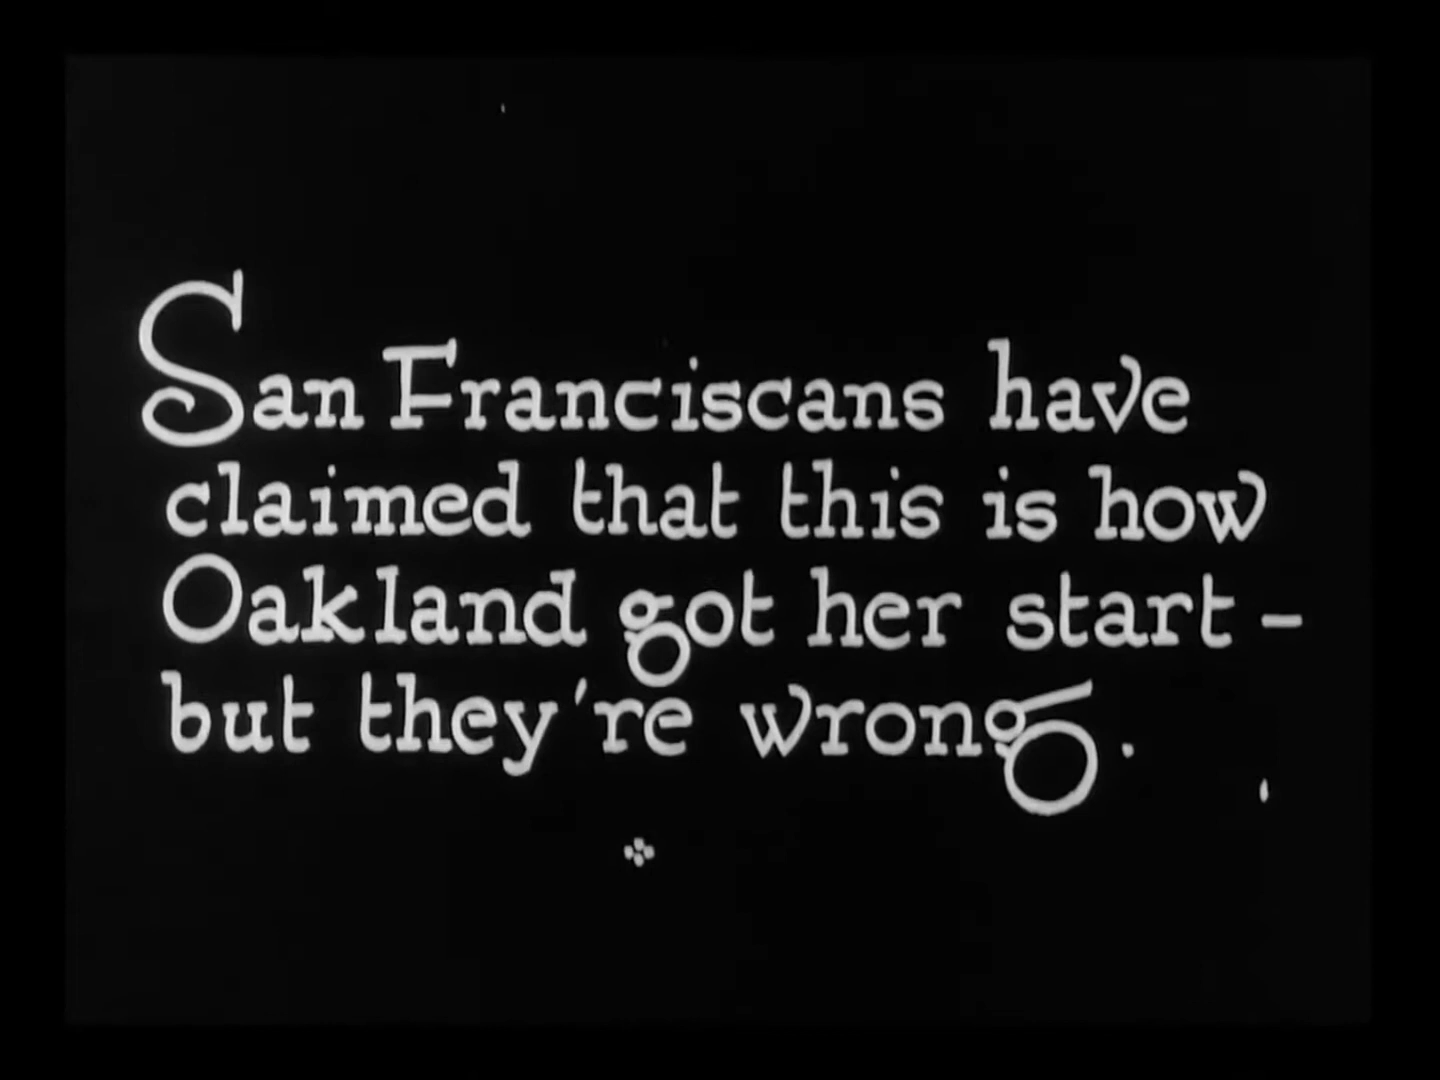 San Franciscans have
claimed that this is how
Oakland got her start –
but they're wrong.